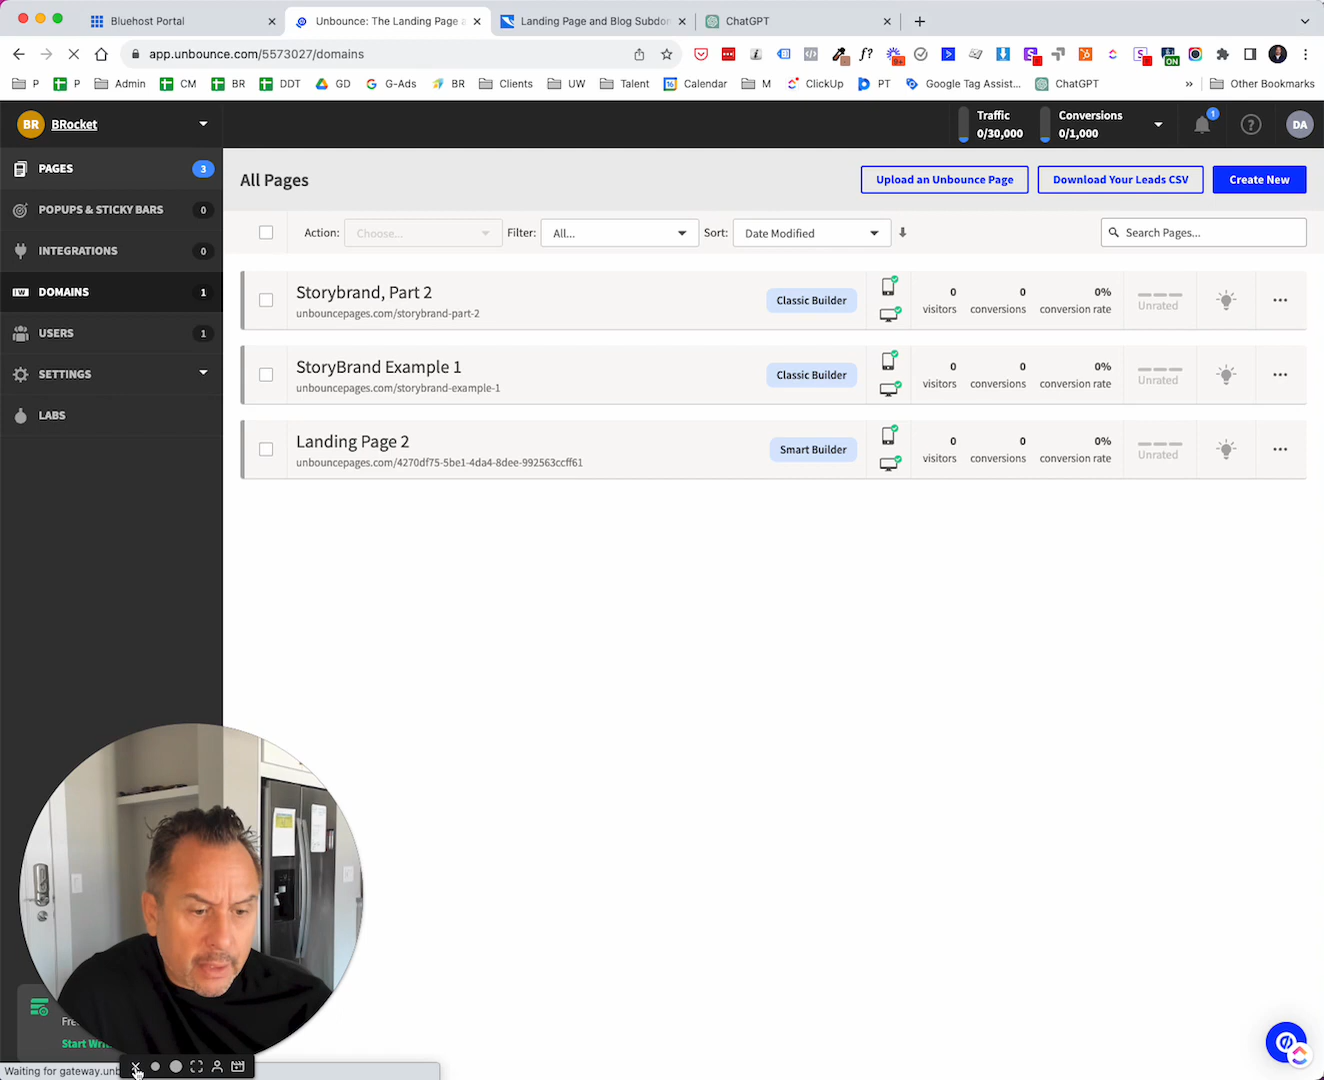 Bluehost Portal
Unbounce: The Landing Page
Landing Page and Blog Subdo
ChatGPT
app.unbounce.com/5573027/domains
P
P
Admin
CM
BR
DDT
GD
G-Ads
BR
Clients
UW
Talent
Calendar
M
ClickUp
PT
Google Tag Assist...
ChatGPT
»
Other Bookmarks
BR
BRocket
Traffic
0/30,000
Conversions
0/1,000
1
DA
PAGES
3
POPUPS & STICKY BARS
0
INTEGRATIONS
0
DOMAINS
1
USERS
1
SETTINGS
LABS
All Pages
Upload an Unbounce Page
Download Your Leads CSV
Create New
Action:
Choose...
Filter:
All...
Sort:
Date Modified
Search Pages...
Storybrand, Part 2
unbouncepages.com/storybrand-part-2
Classic Builder
0
visitors
0
conversions
0%
conversion rate
Unrated
StoryBrand Example 1
unbouncepages.com/storybrand-example-1
Classic Builder
0
visitors
0
conversions
0%
conversion rate
Unrated
Landing Page 2
unbouncepages.com/4270df75-5be1-4da4-8dee-992563ccff61
Smart Builder
0
visitors
0
conversions
0%
conversion rate
Unrated
Fre
Start Wri
Waiting for gateway.unb